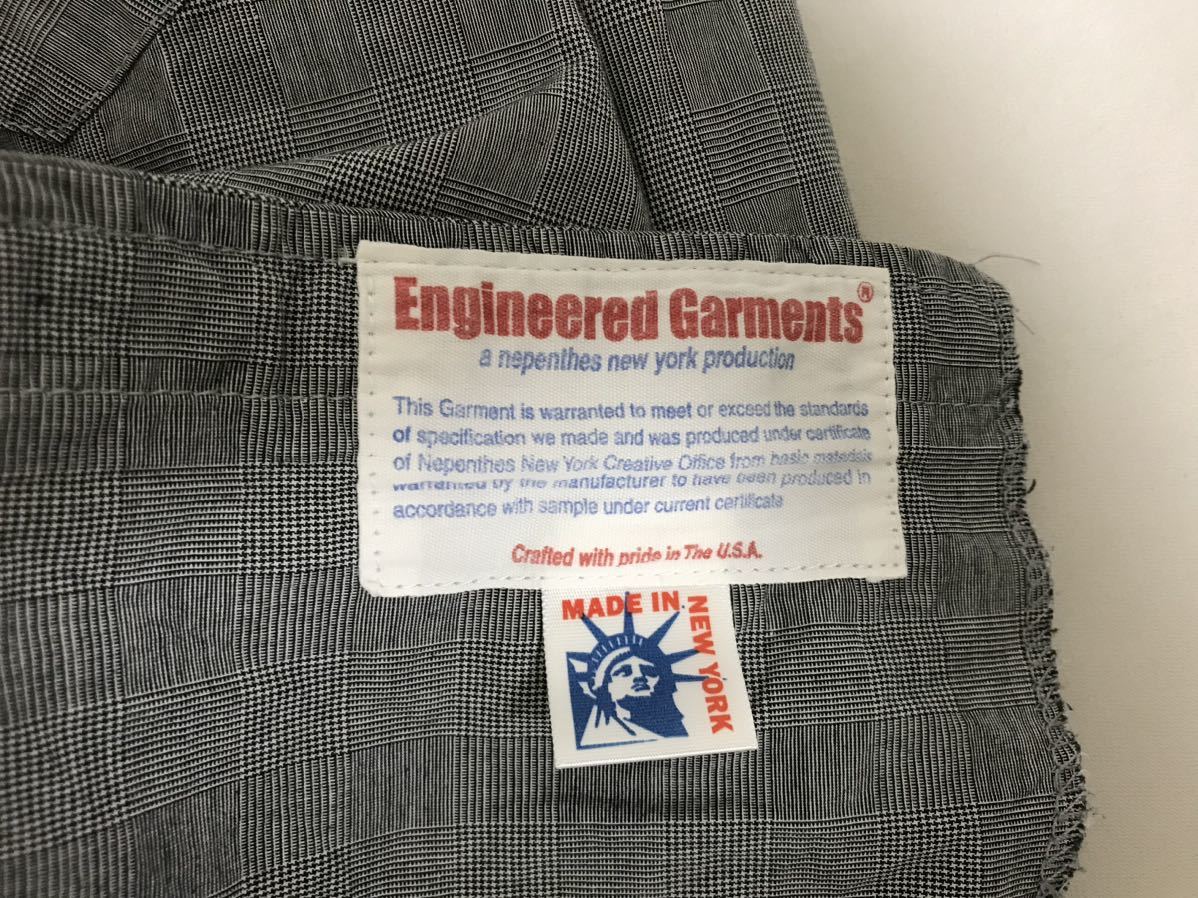 Engineered Garments®
a nepenthes new york production
This Garment is warranted to meet or exceed the standards
of specification we made and was produced under certificate
of Nepenthes New York Creative Office from basic materials
warranted by the manufacturer to have been produced in
accordance with sample under current certificate
Crafted with pride in The U.S.A.
MADE IN
NEW YORK